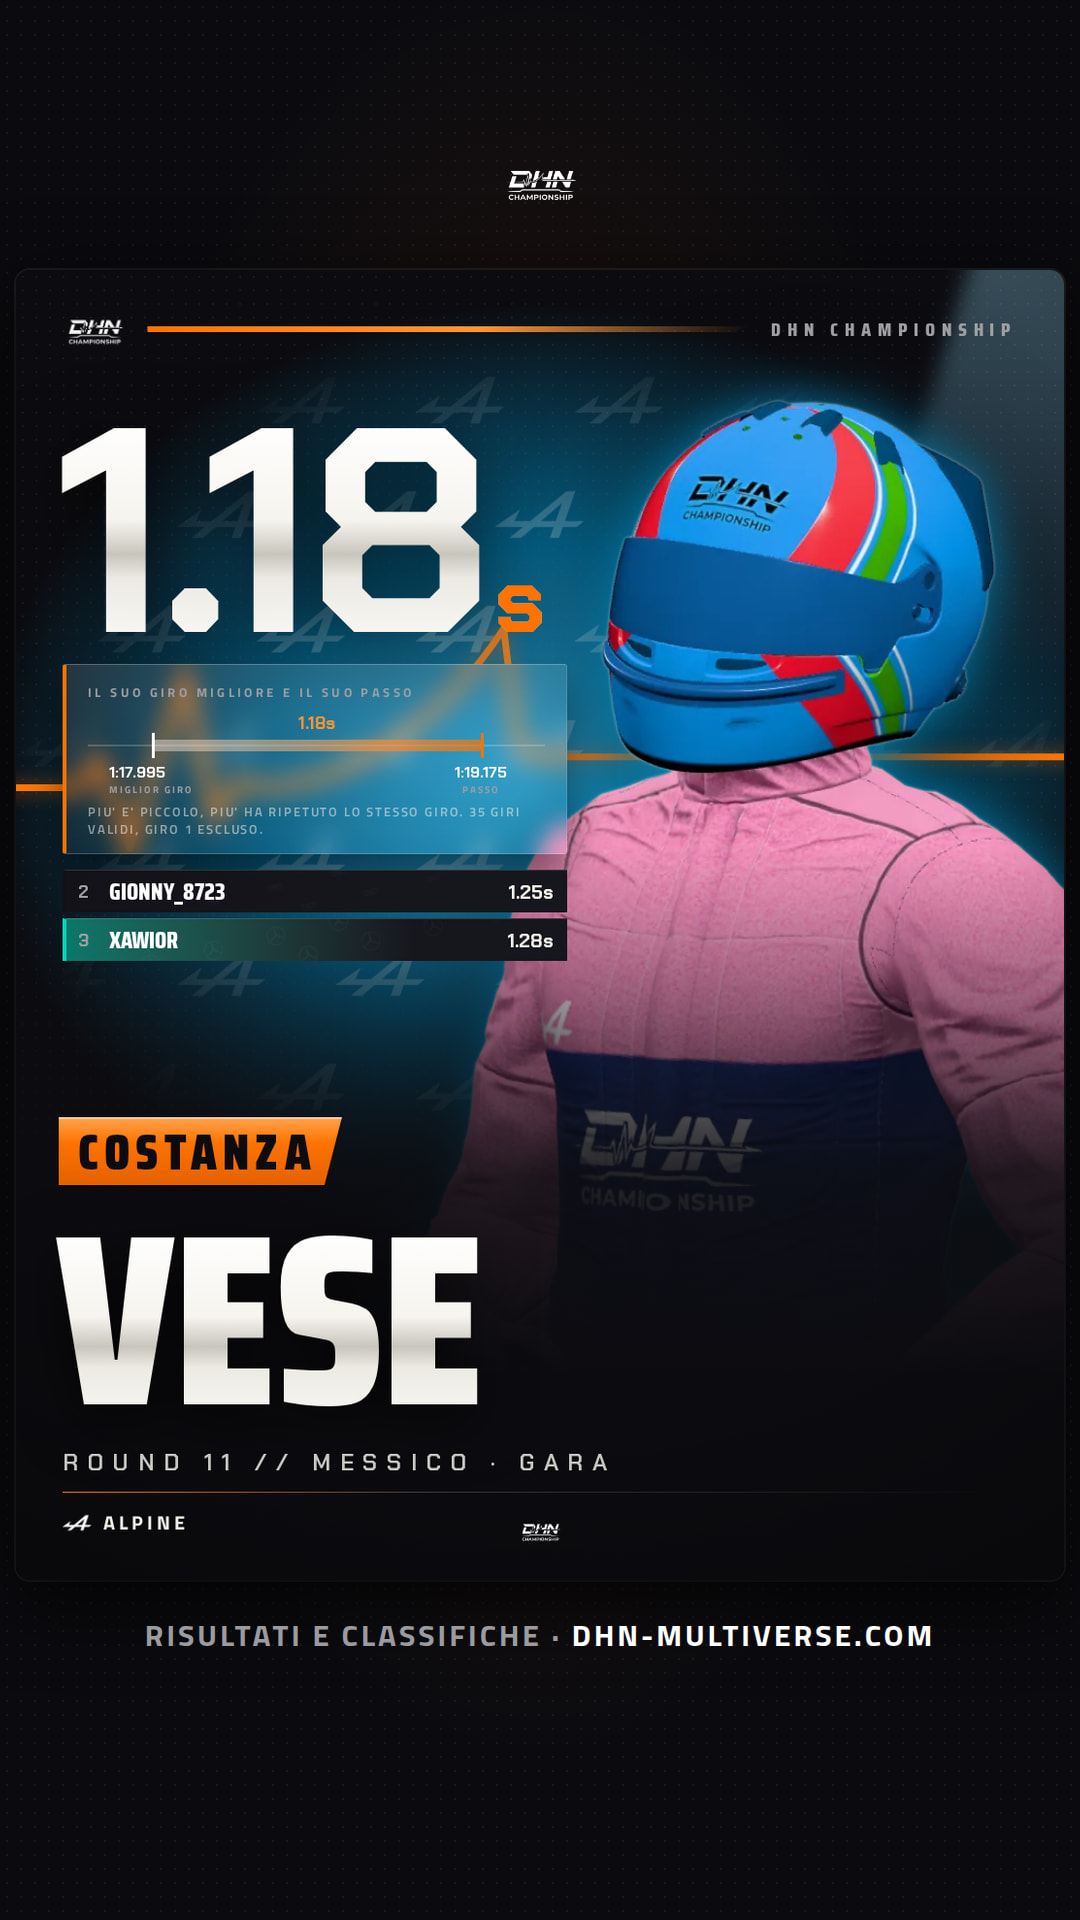 DHN
CHAMPIONSHIP
DHN
CHAMPIONSHIP
DHN CHAMPIONSHIP
1.18s
DHN
CHAMPIONSHIP
IL SUO GIRO MIGLIORE E IL SUO PASSO
1.18s
1:17.995
1:19.175
MIGLIOR GIRO
PASSO
PIU' E' PICCOLO, PIU' HA RIPETUTO LO STESSO GIRO. 35 GIRI
VALIDI, GIRO 1 ESCLUSO.
2 GIONNY_8723 1.25s
3 XAWIOR 1.28s
COSTANZA
DHN
CHAMPIONSHIP
VESE
ROUND 11 // MESSICO · GARA
ALPINE
DHN
CHAMPIONSHIP
RISULTATI E CLASSIFICHE · DHN-MULTIVERSE.COM